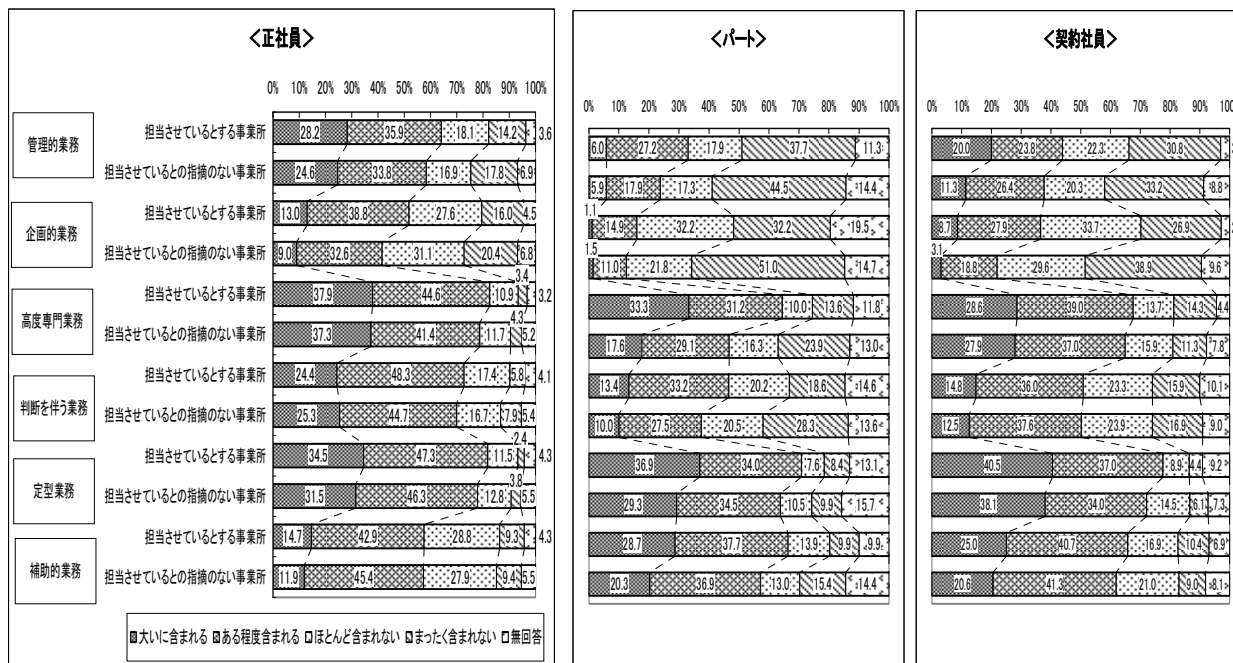 <正社員>
0% 10% 20% 30% 40% 50% 60% 70% 80% 90% 100%
管理的業務
担当させているとする事業所 28.2 35.9 18.1 14.2 3.6
担当させているとの指摘のない事業所 24.6 33.8 16.9 17.8 6.9
企画的業務
担当させているとする事業所 13.0 38.8 27.6 16.0 4.5
担当させているとの指摘のない事業所 9.0 32.6 31.1 20.4 6.8
高度専門業務
担当させているとする事業所 37.9 44.6 10.9 3.4 3.2
担当させているとの指摘のない事業所 37.3 41.4 11.7 4.3 5.2
判断を伴う業務
担当させているとする事業所 24.4 48.3 17.4 5.8 4.1
担当させているとの指摘のない事業所 25.3 44.7 16.7 7.9 5.4
定型業務
担当させているとする事業所 34.5 47.3 11.5 2.4 4.3
担当させているとの指摘のない事業所 31.5 46.3 12.8 3.8 5.5
補助的業務
担当させているとする事業所 14.7 42.9 28.8 9.3 4.3
担当させているとの指摘のない事業所 11.9 45.4 27.9 9.4 5.5
大いに含まれる ある程度含まれる ほとんど含まれない まったく含まれない 無回答
<パート>
0% 10% 20% 30% 40% 50% 60% 70% 80% 90% 100%
6.0 27.2 17.9 37.7 11.3
5.9 17.9 17.3 44.5 14.4
1.1 14.9 32.2 32.2 19.5
1.5 11.0 21.8 51.0 14.7
33.3 31.2 10.0 13.6 11.8
17.6 29.1 16.3 23.9 13.0
13.4 33.2 20.2 18.6 14.6
10.0 27.5 20.5 28.3 13.6
36.9 34.0 7.6 8.4 13.1
29.3 34.5 10.5 9.9 15.7
28.7 37.7 13.9 9.9 9.9
20.3 36.9 13.0 15.4 14.4
<契約社員>
0% 10% 20% 30% 40% 50% 60% 70% 80% 90% 100%
20.0 23.8 22.3 30.8
11.3 26.4 20.3 33.2 8.8
8.7 27.9 33.7 26.9
3.1 18.8 29.6 38.9 9.6
28.6 39.0 13.7 14.3 4.4
27.9 37.0 15.9 11.3 7.8
14.8 36.0 23.3 15.9 10.1
12.5 37.6 23.9 16.9 9.0
40.5 37.0 8.9 4.4 9.2
38.1 34.0 14.5 6.1 7.3
25.0 40.7 16.9 10.4 6.9
20.6 41.3 21.0 9.0 8.1